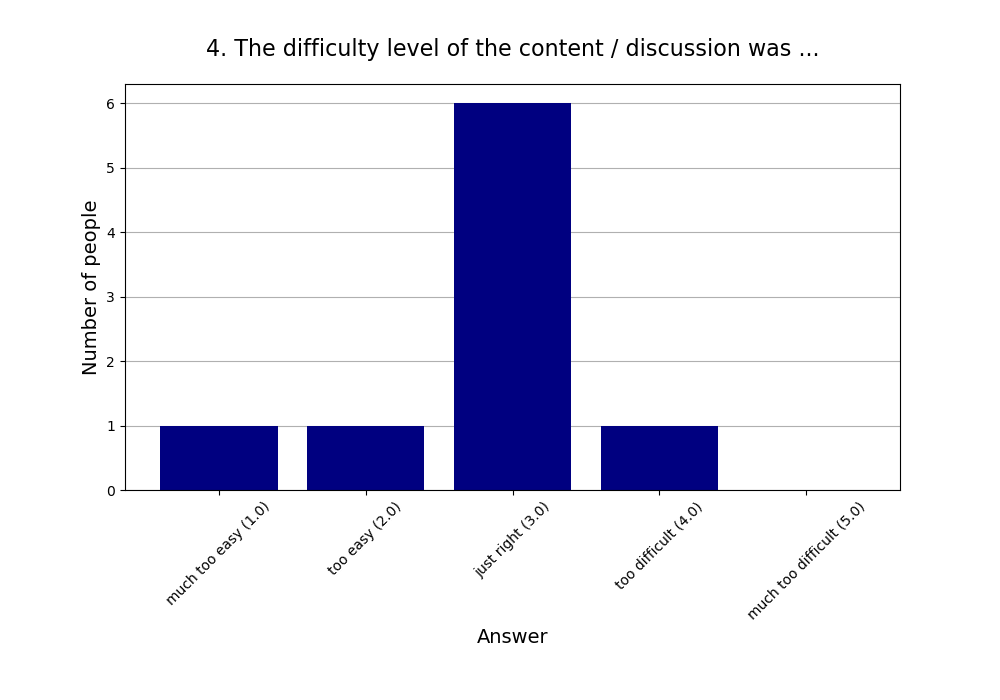 4. The difficulty level of the content / discussion was ...
6
5
4
3
2
1
0
Number of people
much too easy (1.0)
too easy (2.0)
just right (3.0)
too difficult (4.0)
much too difficult (5.0)
Answer